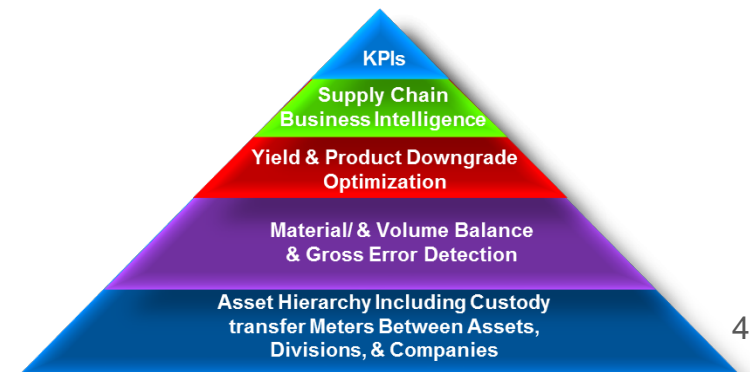 KPIs
Supply Chain
Business Intelligence
Yield & Product Downgrade
Optimization
Material/ & Volume Balance
& Gross Error Detection
Asset Hierarchy Including Custody
transfer Meters Between Assets,
Divisions, & Companies
4